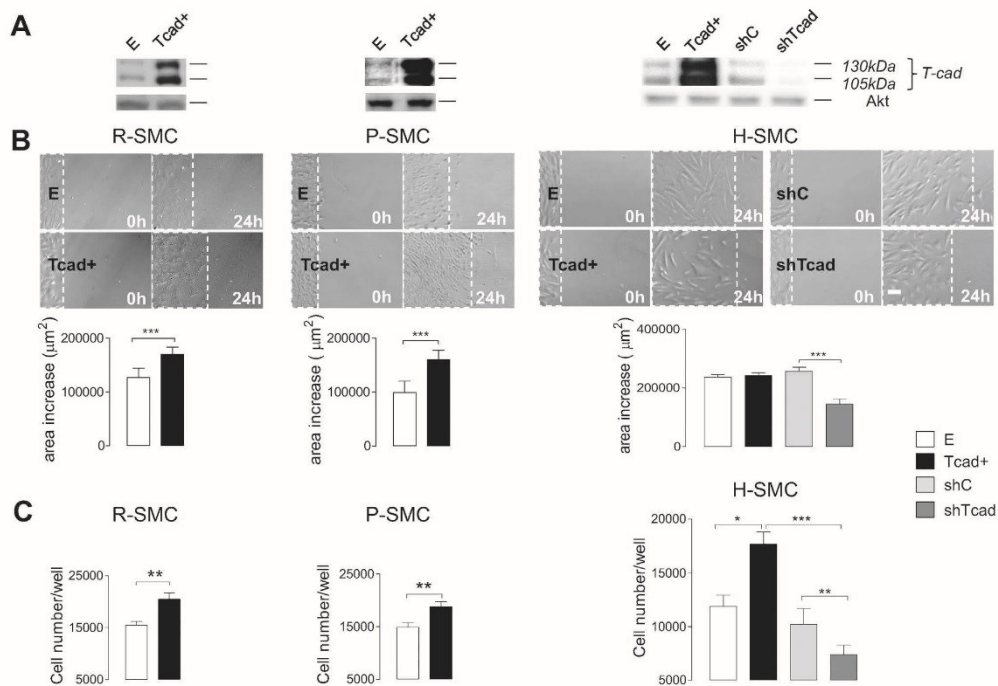 A
E Tcad+
E Tcad+
E Tcad+ shC shTcad
130kDa
105kDa
T-cad
Akt
B
R-SMC
P-SMC
H-SMC
E
0h
24h
E
0h
24h
E
0h
24h
shC
0h
24h
Tcad+
0h
24h
Tcad+
0h
24h
Tcad+
0h
24h
shTcad
0h
24h
area increase (μm²)
200000
100000
0
***
area increase ( μm²)
200000
100000
0
***
area increase (μm²)
400000
200000
0
***
E
Tcad+
shC
shTcad
C
R-SMC
P-SMC
H-SMC
Cell number/well
25000
15000
5000
**
Cell number/well
25000
15000
5000
**
Cell number/well
20000
15000
10000
5000
* ***
**